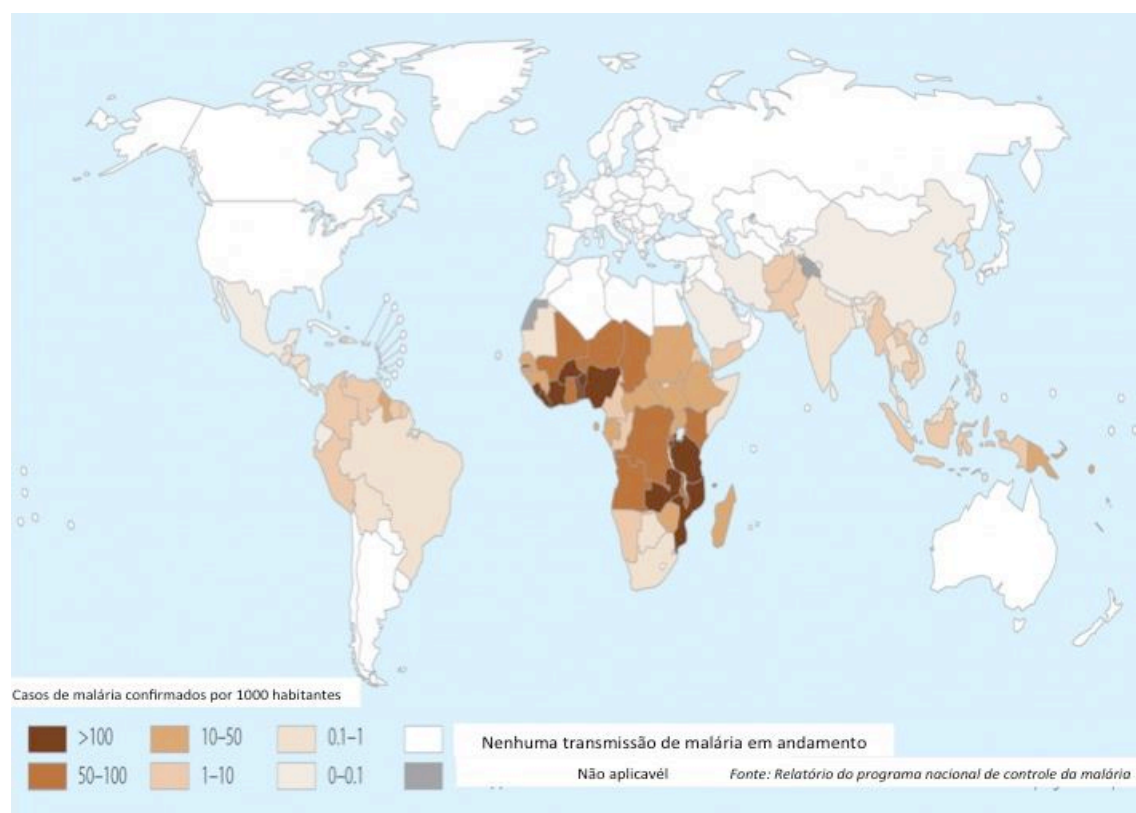 Casos de malária confirmados por 1000 habitantes
>100 10–50 0.1–1 Nenhuma transmissão de malária em andamento
50–100 1–10 0–0.1 Não aplicavél Fonte: Relatório do programa nacional de controle da malária